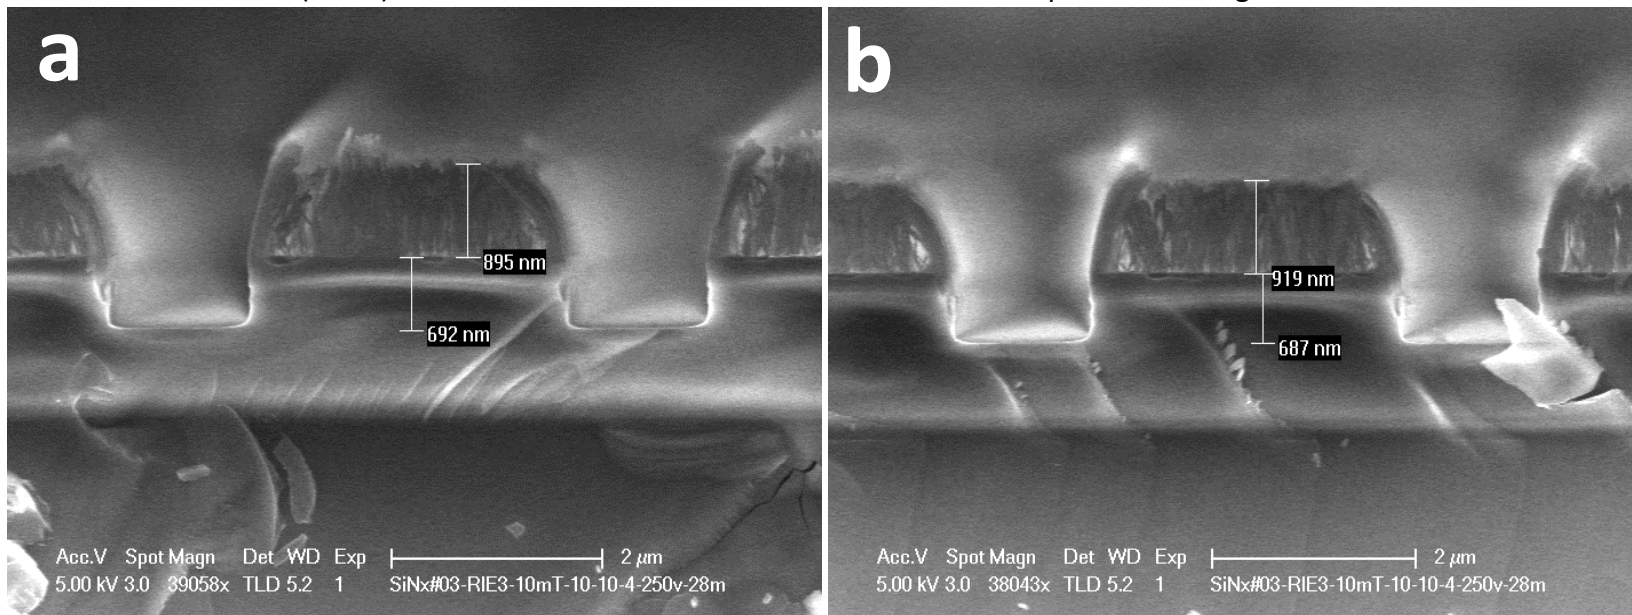 a
895 nm
692 nm
Acc.V Spot Magn Det WD Exp 2 µm
5.00 kV 3.0 39058x TLD 5.2 1 SiNx#03-RIE3-10mT-10-10-4-250v-28m
b
919 nm
687 nm
Acc.V Spot Magn Det WD Exp 2 µm
5.00 kV 3.0 38043x TLD 5.2 1 SiNx#03-RIE3-10mT-10-10-4-250v-28m